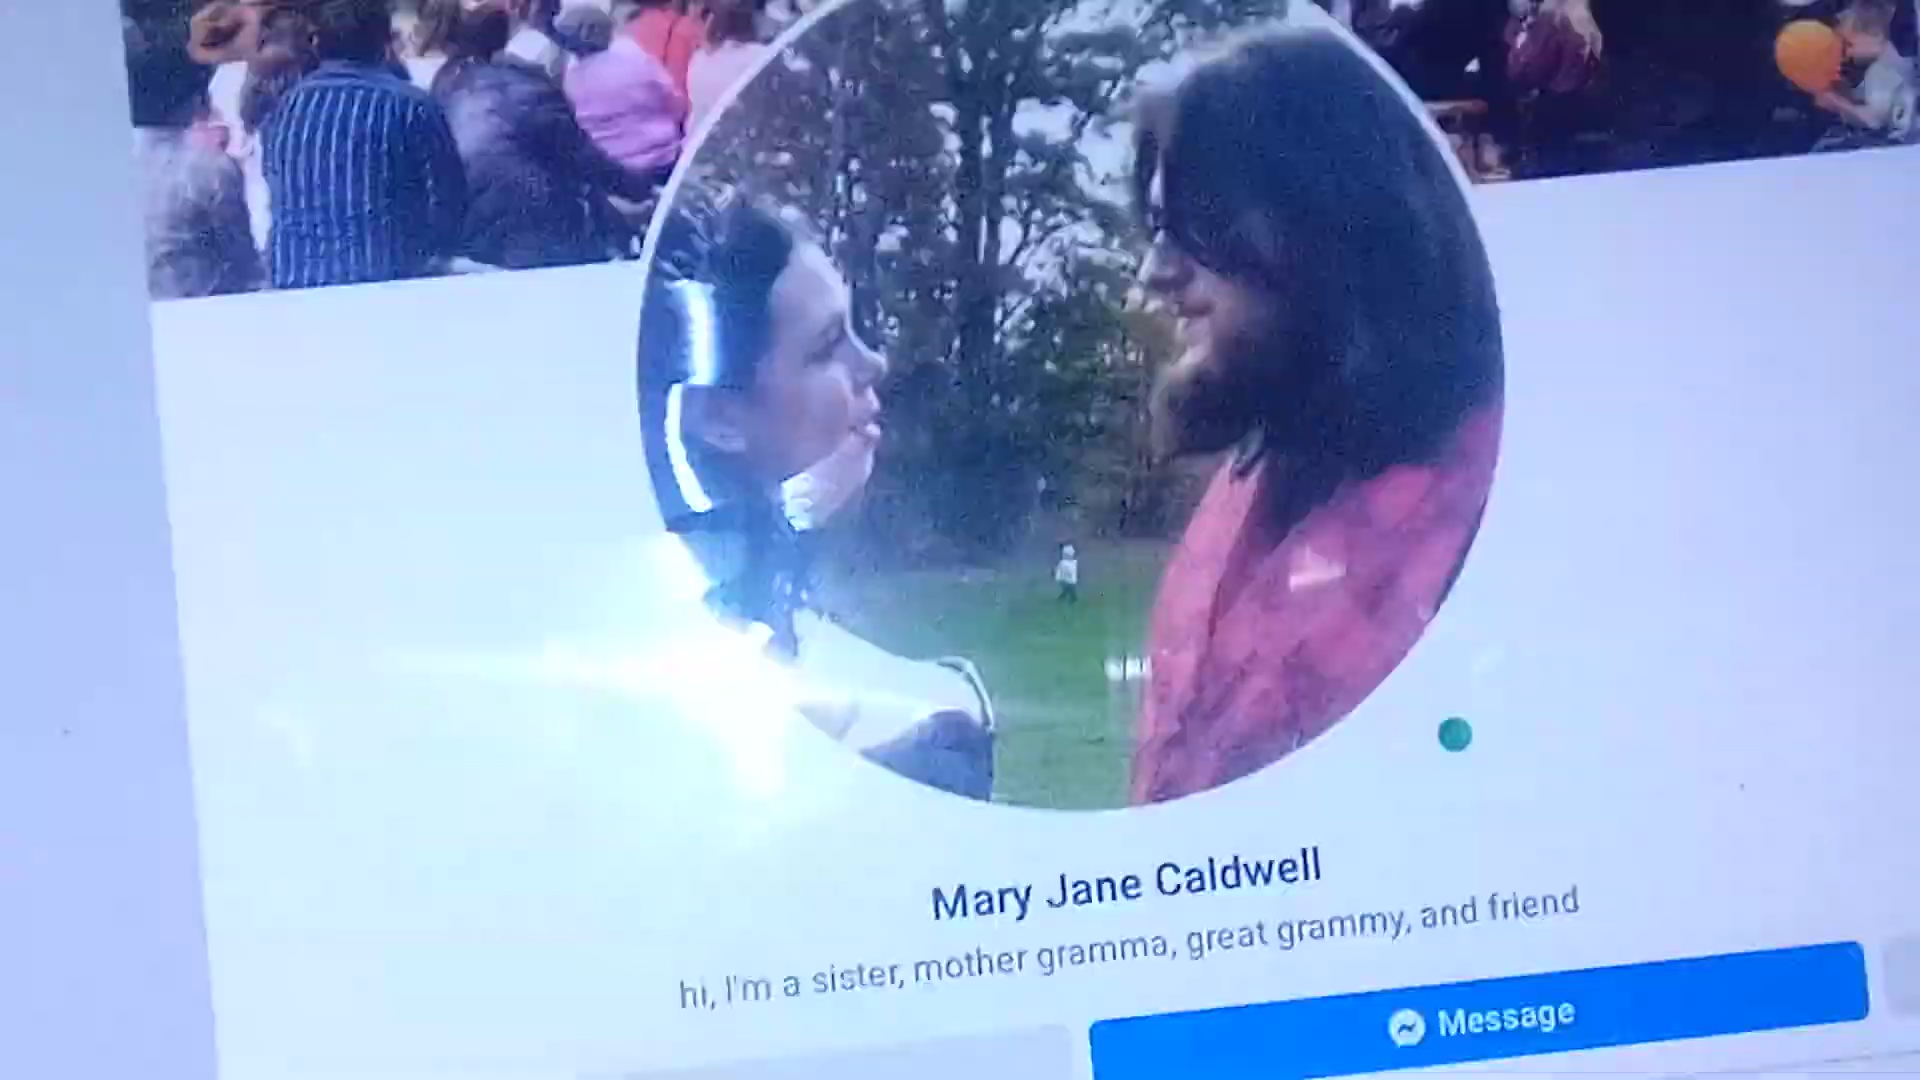 Mary Jane Caldwell
hi, I'm a sister, mother gramma, great grammy, and friend
Message